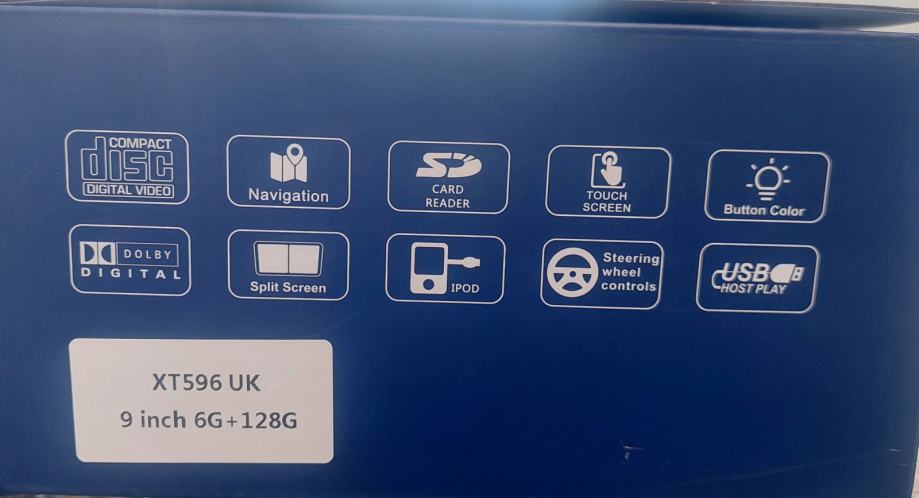 COMPACT
disc
DIGITAL VIDEO
Navigation
SD
CARD
READER
TOUCH
SCREEN
Button Color
DOLBY
DIGITAL
Split Screen
IPOD
Steering
wheel
controls
USB
HOST PLAY
XT596 UK
9 inch 6G+128G